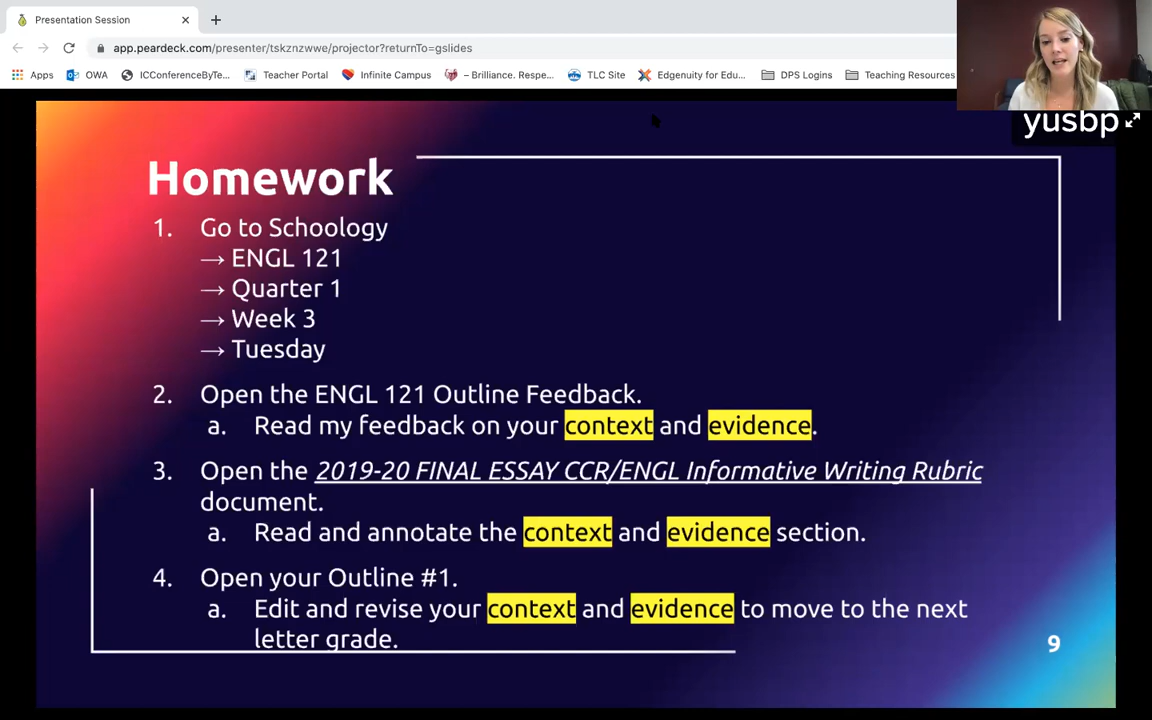 Presentation Session
app.peardeck.com/presenter/tskznzwwe/projector?returnTo=gslides
Apps OWA ICConferenceByTe... Teacher Portal Infinite Campus – Brilliance. Respe... TLC Site Edgenuity for Edu... DPS Logins Teaching Resources
yusbp
Homework
1. Go to Schoology
→ ENGL 121
→ Quarter 1
→ Week 3
→ Tuesday
2. Open the ENGL 121 Outline Feedback.
a. Read my feedback on your context and evidence.
3. Open the 2019-20 FINAL ESSAY CCR/ENGL Informative Writing Rubric
document.
a. Read and annotate the context and evidence section.
4. Open your Outline #1.
a. Edit and revise your context and evidence to move to the next
letter grade.
9